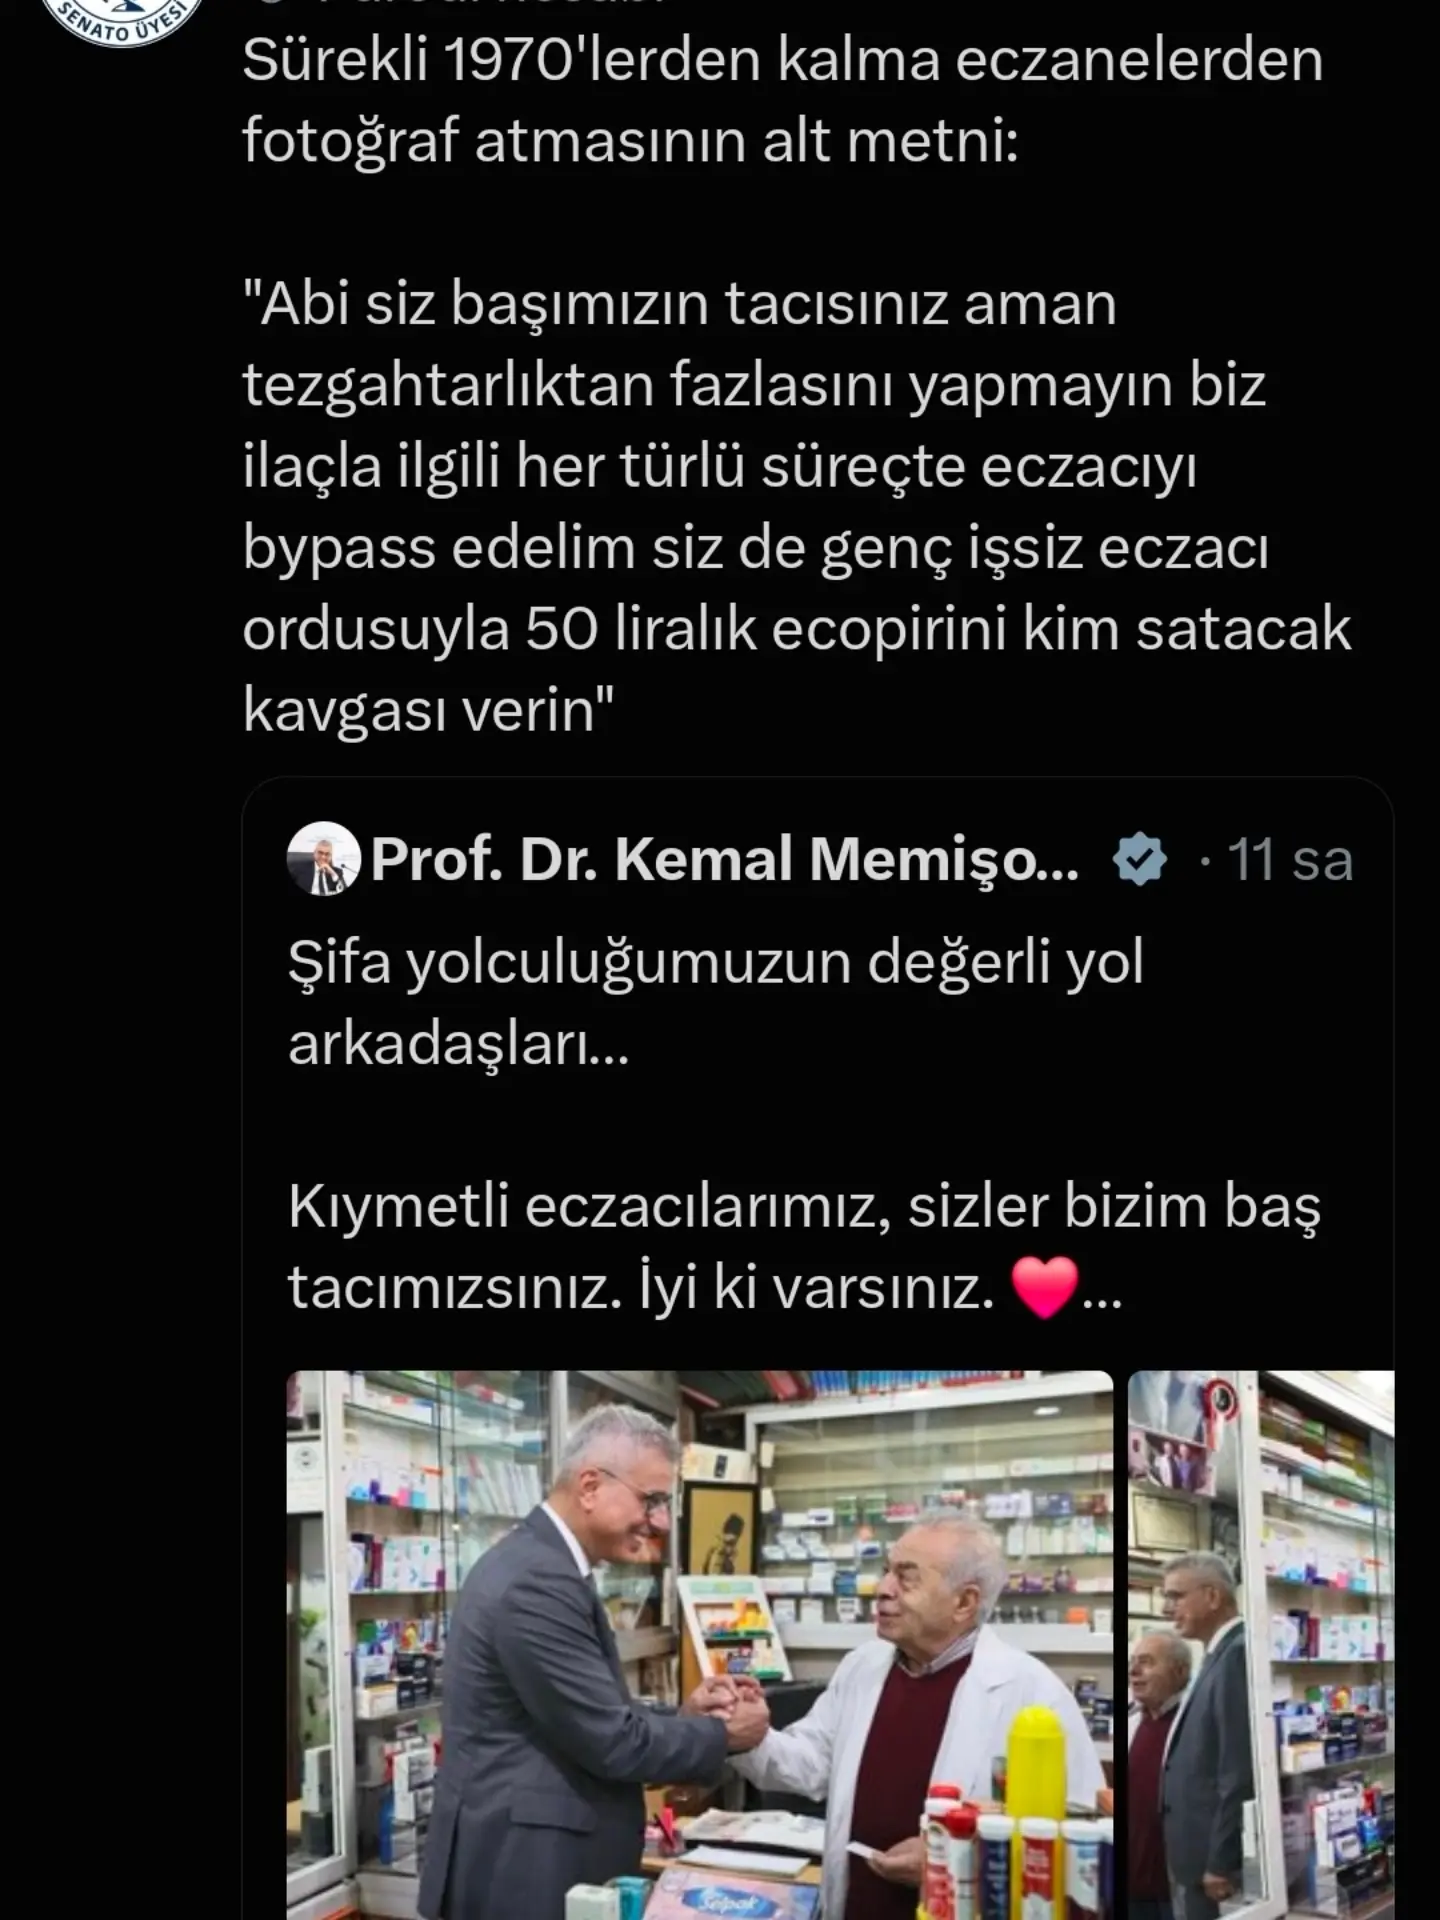 SENATO ÜYESİ
Sürekli 1970'lerden kalma eczanelerden
fotoğraf atmasının alt metni:
"Abi siz başımızın tacısınız aman
tezgahtarlıktan fazlasını yapmayın biz
ilaçla ilgili her türlü süreçte eczacıyı
bypass edelim siz de genç işsiz eczacı
ordusuyla 50 liralık ecopirini kim satacak
kavgası verin"
Prof. Dr. Kemal Memişo... · 11 sa
Şifa yolculuğumuzun değerli yol
arkadaşları...
Kıymetli eczacılarımız, sizler bizim baş
tacımızsınız. İyi ki varsınız. ❤️...
Selpak